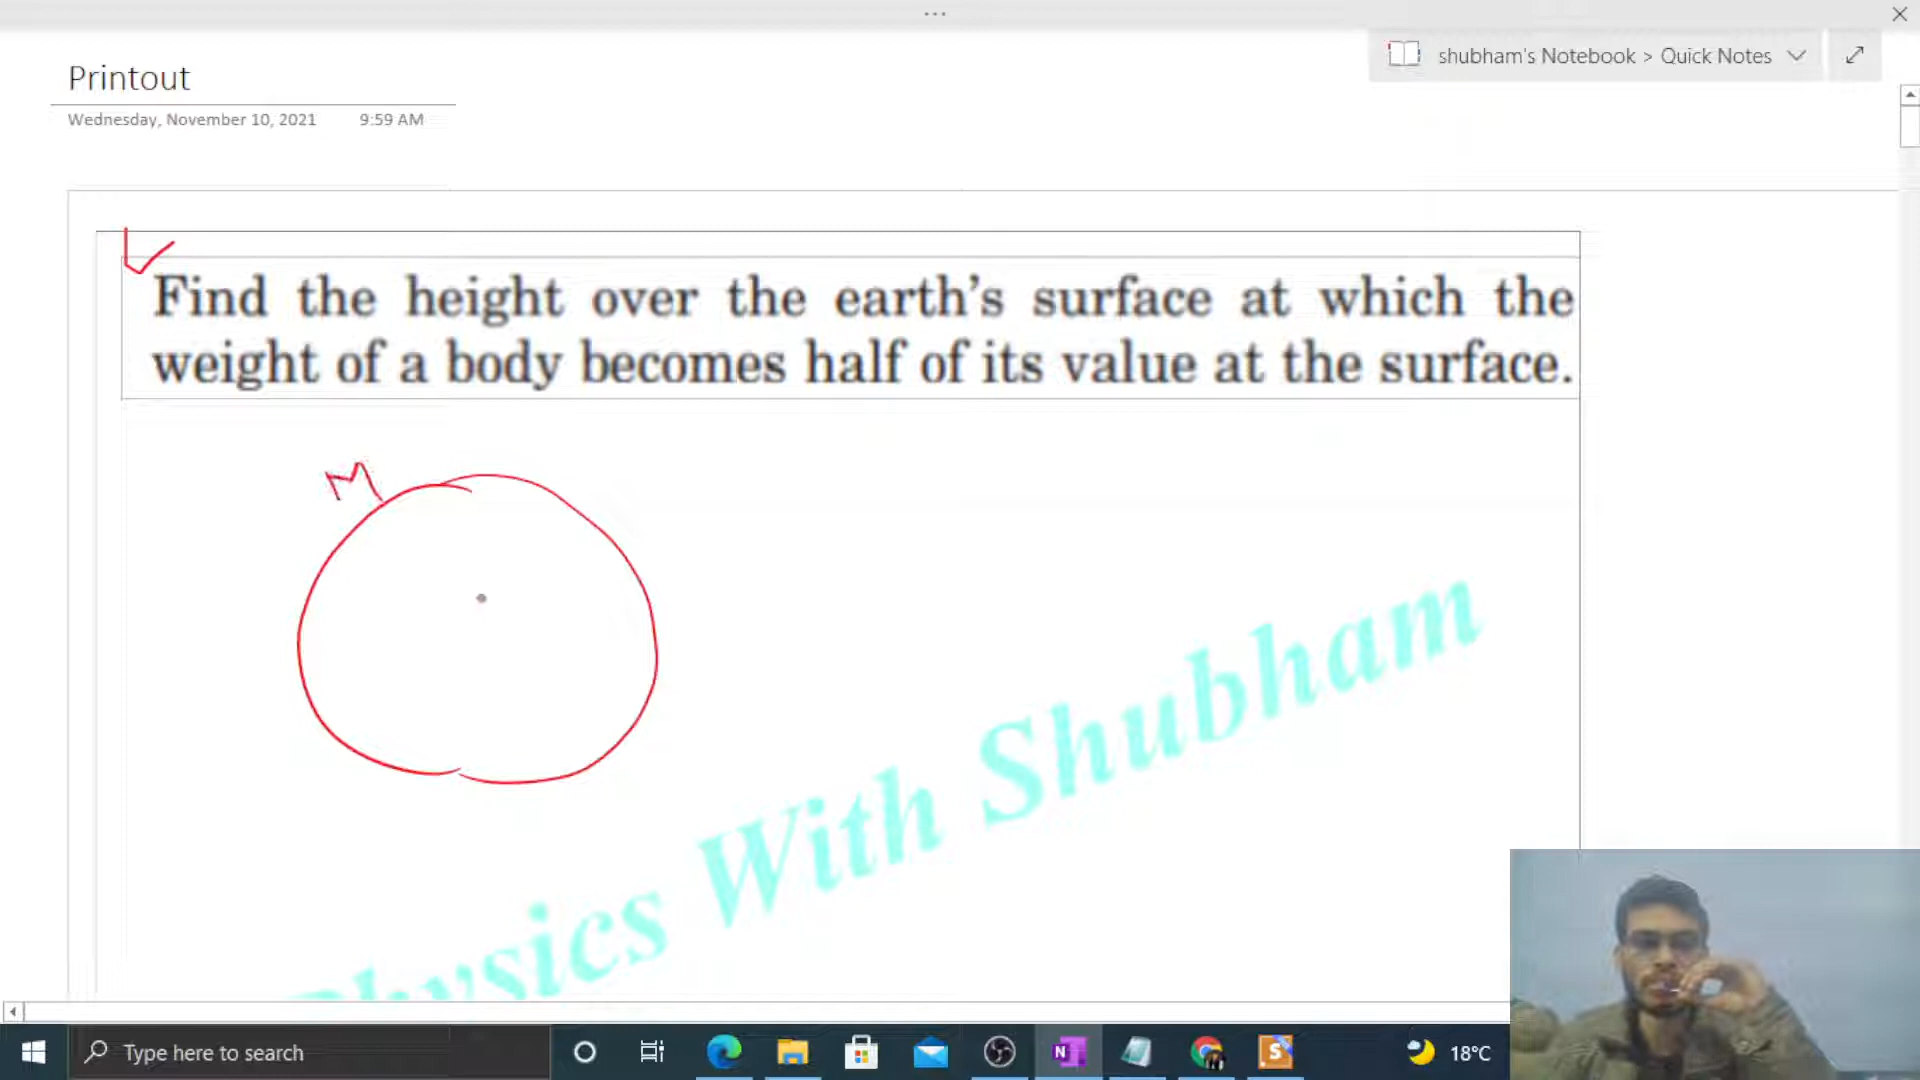 shubham's Notebook > Quick Notes
Printout
Wednesday, November 10, 2021 9:59 AM
Find the height over the earth's surface at which the
weight of a body becomes half of its value at the surface.
M
Physics With Shubham
Type here to search
18°C